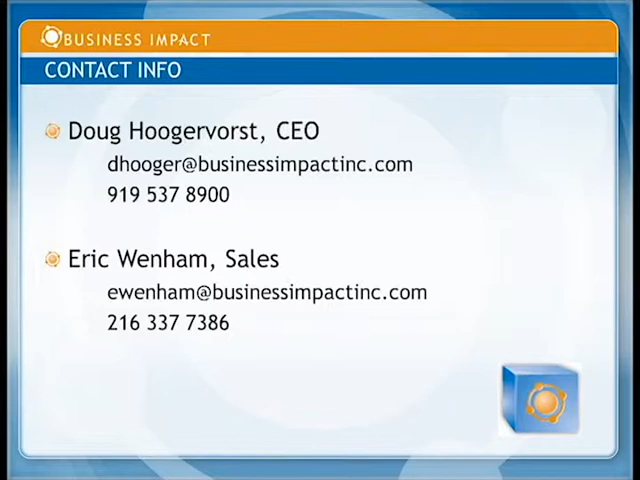 BUSINESS IMPACT
CONTACT INFO
Doug Hoogervorst, CEO
dhooger@businessimpactinc.com
919 537 8900
Eric Wenham, Sales
ewenham@businessimpactinc.com
216 337 7386